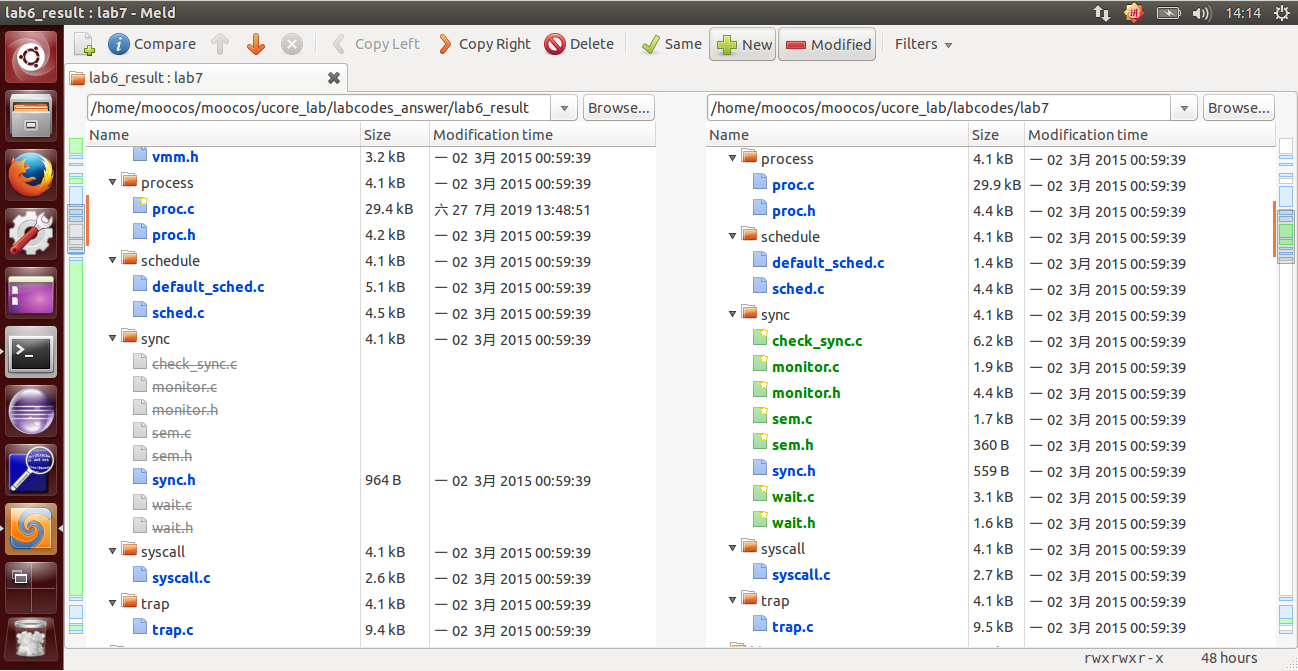 lab6_result : lab7 - Meld
拼 14:14
Compare Copy Left Copy Right Delete Same New Modified Filters
lab6_result : lab7
/home/moocos/moocos/ucore_lab/labcodes_answer/lab6_result Browse... /home/moocos/moocos/ucore_lab/labcodes/lab7 Browse...
Name Size Modification time Name Size Modification time
vmm.h 3.2 kB 一 02 3月 2015 00:59:39 process 4.1 kB 一 02 3月 2015 00:59:39
process 4.1 kB 一 02 3月 2015 00:59:39 proc.c 29.9 kB 一 02 3月 2015 00:59:39
proc.c 29.4 kB 六 27 7月 2019 13:48:51 proc.h 4.4 kB 一 02 3月 2015 00:59:39
proc.h 4.2 kB 一 02 3月 2015 00:59:39 schedule 4.1 kB 一 02 3月 2015 00:59:39
schedule 4.1 kB 一 02 3月 2015 00:59:39 default_sched.c 1.4 kB 一 02 3月 2015 00:59:39
default_sched.c 5.1 kB 一 02 3月 2015 00:59:39 sched.c 4.4 kB 一 02 3月 2015 00:59:39
sched.c 4.5 kB 一 02 3月 2015 00:59:39 sync 4.1 kB 一 02 3月 2015 00:59:39
sync 4.1 kB 一 02 3月 2015 00:59:39 check_sync.c 6.2 kB 一 02 3月 2015 00:59:39
check_sync.c monitor.c 1.9 kB 一 02 3月 2015 00:59:39
monitor.c monitor.h 4.4 kB 一 02 3月 2015 00:59:39
monitor.h sem.c 1.7 kB 一 02 3月 2015 00:59:39
sem.c sem.h 360 B 一 02 3月 2015 00:59:39
sem.h sync.h 559 B 一 02 3月 2015 00:59:39
sync.h 964 B 一 02 3月 2015 00:59:39 wait.c 3.1 kB 一 02 3月 2015 00:59:39
wait.c wait.h 1.6 kB 一 02 3月 2015 00:59:39
wait.h syscall 4.1 kB 一 02 3月 2015 00:59:39
syscall 4.1 kB 一 02 3月 2015 00:59:39 syscall.c 2.7 kB 一 02 3月 2015 00:59:39
syscall.c 2.6 kB 一 02 3月 2015 00:59:39 trap 4.1 kB 一 02 3月 2015 00:59:39
trap 4.1 kB 一 02 3月 2015 00:59:39 trap.c 9.5 kB 一 02 3月 2015 00:59:39
trap.c 9.4 kB 一 02 3月 2015 00:59:39
rwxrwxr-x 48 hours